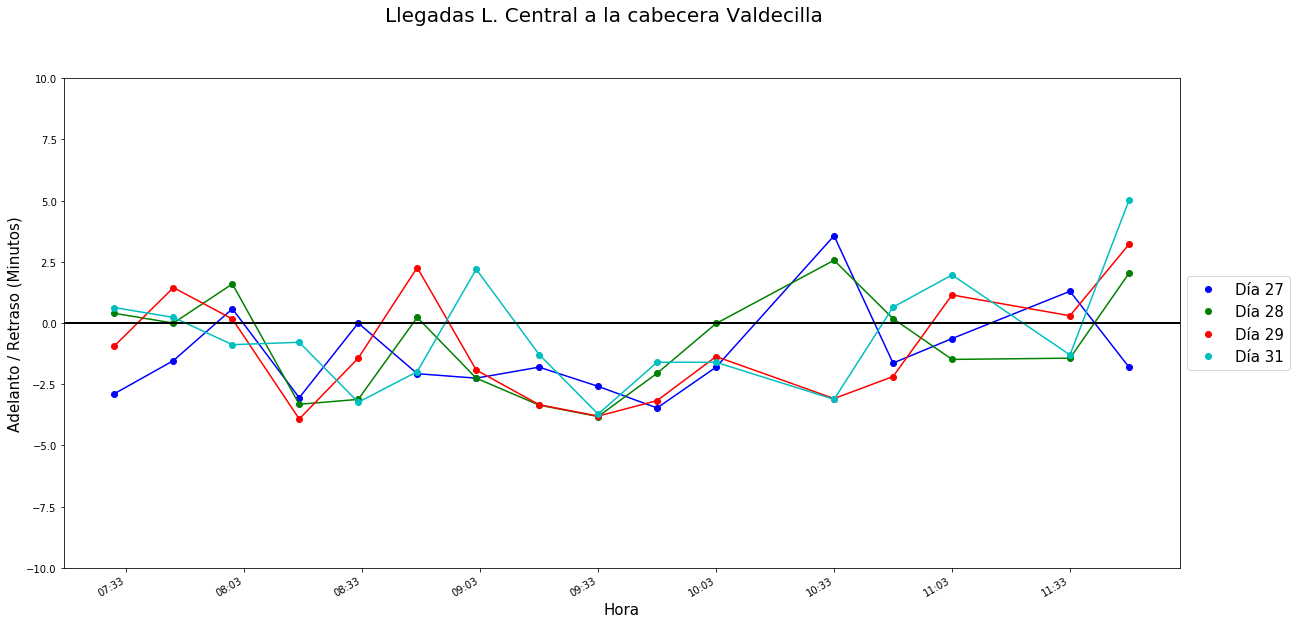 Llegadas L. Central a la cabecera Valdecilla
Adelanto / Retraso (Minutos)
10.0
7.5
5.0
2.5
0.0
−2.5
−5.0
−7.5
−10.0
07:33
08:03
08:33
09:03
09:33
10:03
10:33
11:03
11:33
Hora
Día 27
Día 28
Día 29
Día 31